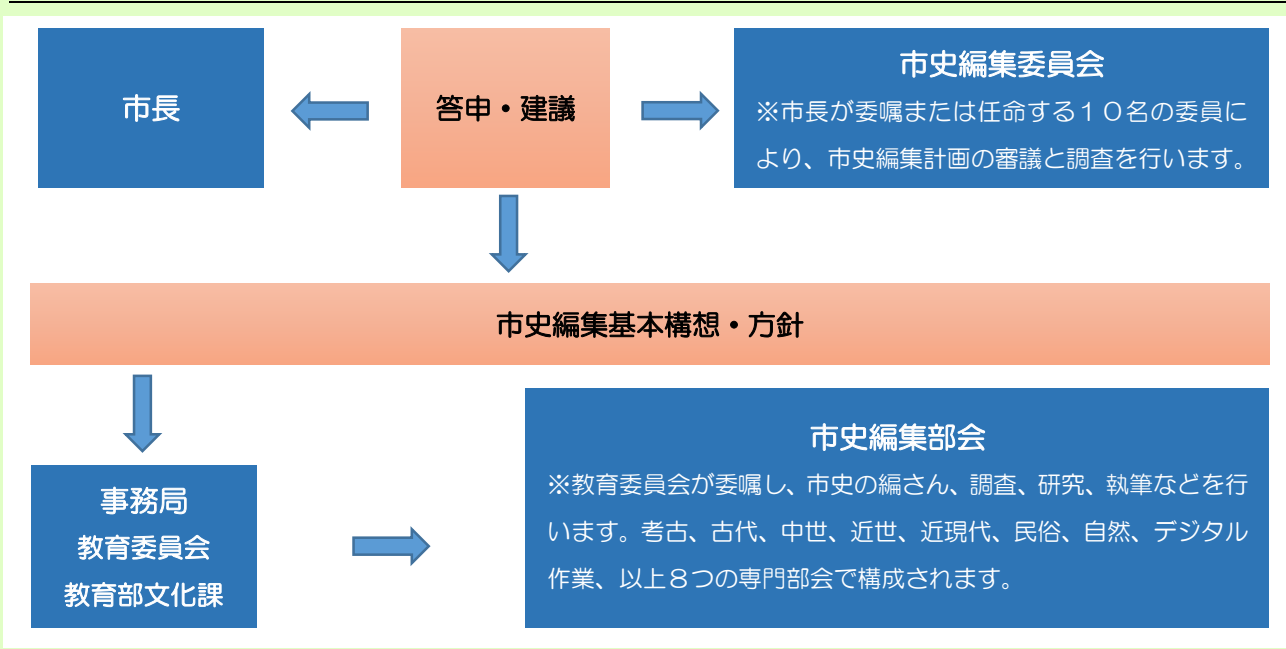 市長
答申・建議
市史編集委員会
※市長が委嘱または任命する１０名の委員に
より、市史編集計画の審議と調査を行います。
市史編集基本構想・方針
事務局
教育委員会
教育部文化課
市史編集部会
※教育委員会が委嘱し、市史の編さん、調査、研究、執筆などを行
います。考古、古代、中世、近世、近現代、民俗、自然、デジタル
作業、以上８つの専門部会で構成されます。